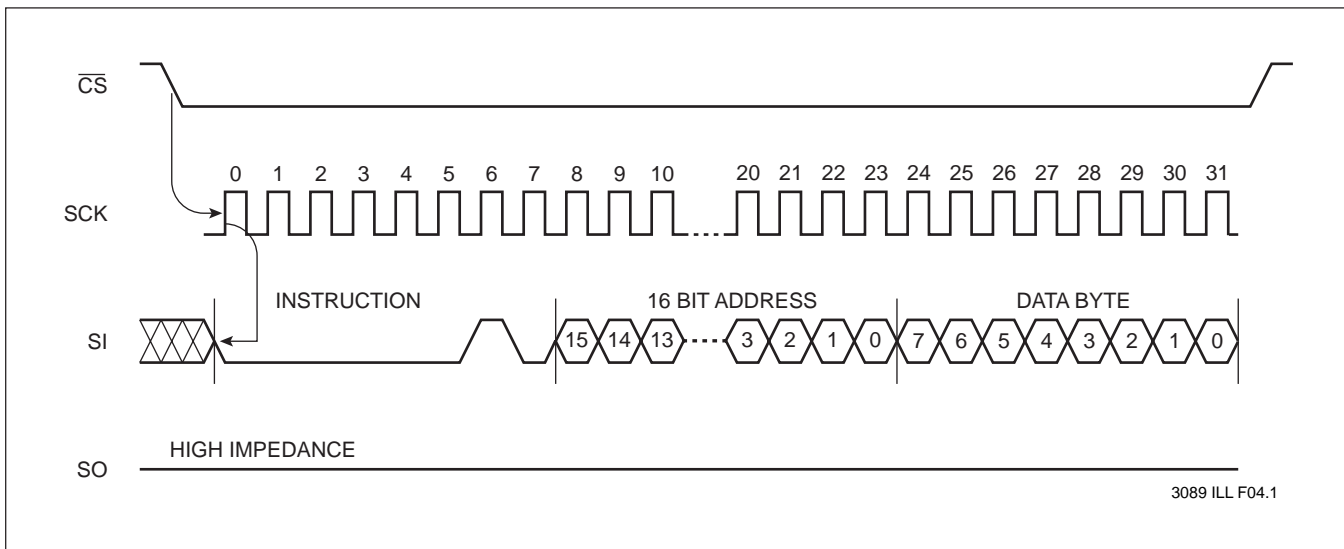 CS
0 1 2 3 4 5 6 7 8 9 10 20 21 22 23 24 25 26 27 28 29 30 31
SCK
INSTRUCTION 16 BIT ADDRESS DATA BYTE
SI 15 14 13 3 2 1 0 7 6 5 4 3 2 1 0
HIGH IMPEDANCE
SO
3089 ILL F04.1